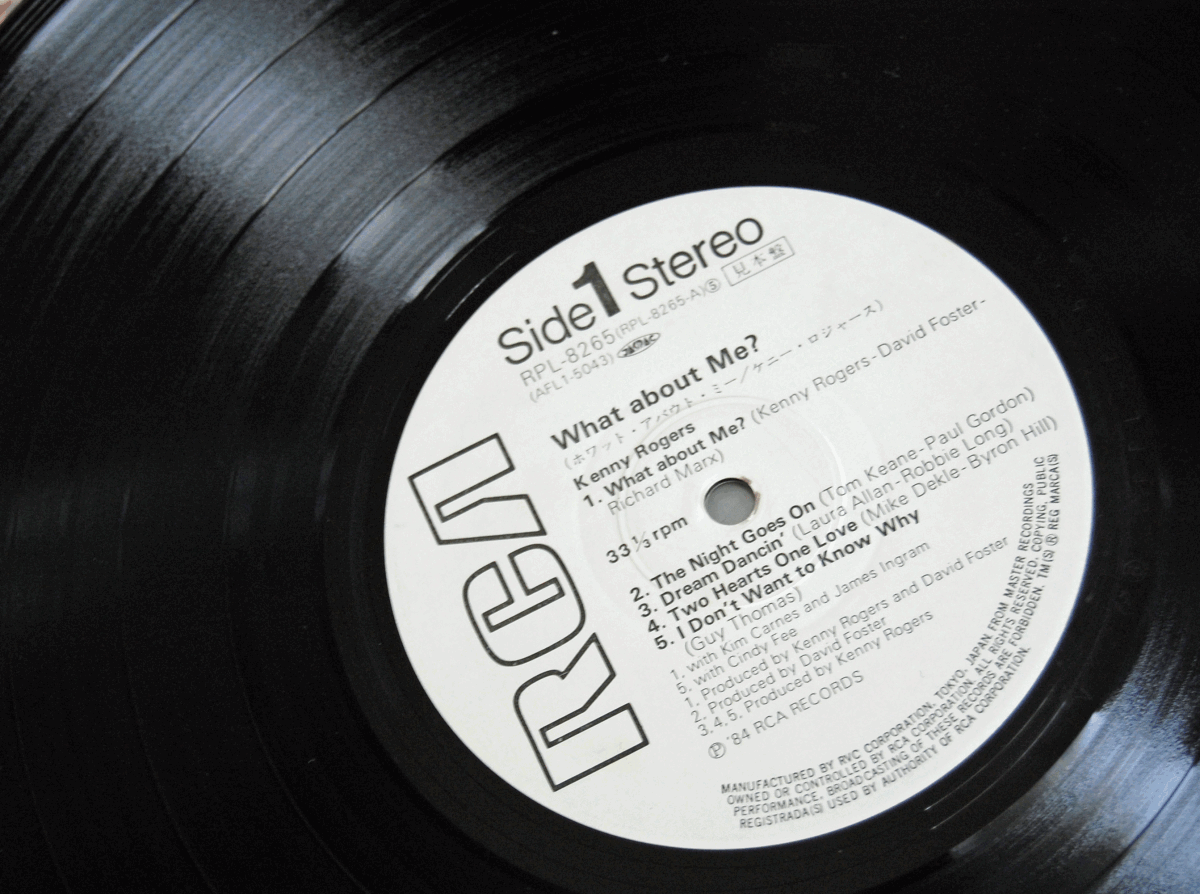 Side 1 Stereo
RPL-8265 (RPL-8265-A) ⑤ 見本盤
(AFL1-5043)
What about Me?
(ホワット・アバウト・ミー/ケニー・ロジャース)
Kenny Rogers
1. What about Me? (Kenny Rogers-David Foster-
Richard Marx)
33 1/3 rpm
2. The Night Goes On (Tom Keane-Paul Gordon)
3. Dream Dancin' (Laura Allan-Robbie Long)
4. Two Hearts One Love (Mike Dekle-Byron Hill)
5. I Don't Want to Know Why
(Guy Thomas)
1. with Kim Carnes and James Ingram
5. with Cindy Fee
1. Produced by Kenny Rogers and David Foster
2. Produced by David Foster
3, 4, 5. Produced by Kenny Rogers
Ⓟ '84 RCA RECORDS
RCA
MANUFACTURED BY RVC CORPORATION, TOKYO, JAPAN. FROM MASTER RECORDINGS
OWNED OR CONTROLLED BY RCA CORPORATION. ALL RIGHTS RESERVED. COPYING, PUBLIC
PERFORMANCE, BROADCASTING OF THESE RECORDS ARE FORBIDDEN. TM(S) ® REG MARCA(S)
REGISTRADA(S) USED BY AUTHORITY OF RCA CORPORATION.